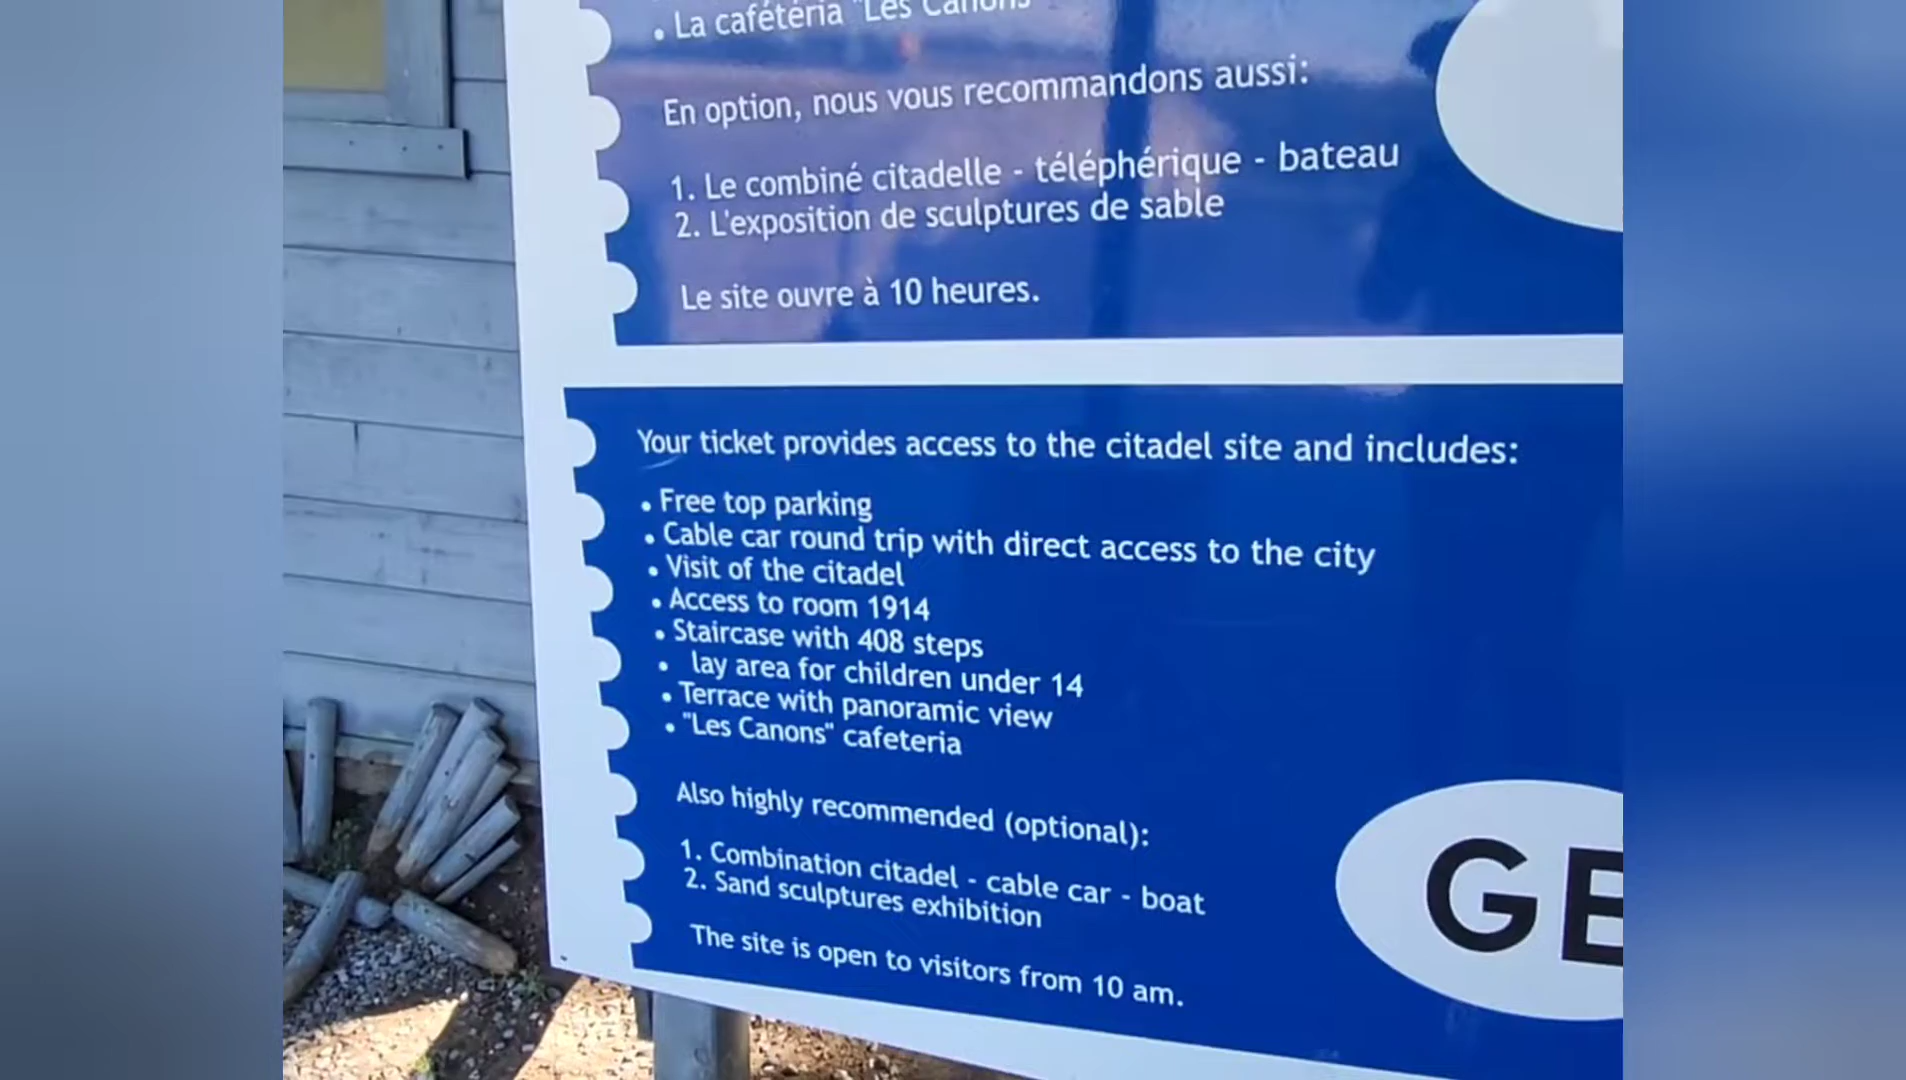 • La cafétéria "Les Canons"
En option, nous vous recommandons aussi:
1. Le combiné citadelle - téléphérique - bateau
2. L'exposition de sculptures de sable
Le site ouvre à 10 heures.
Your ticket provides access to the citadel site and includes:
• Free top parking
• Cable car round trip with direct access to the city
• Visit of the citadel
• Access to room 1914
• Staircase with 408 steps
• lay area for children under 14
• Terrace with panoramic view
• "Les Canons" cafeteria
Also highly recommended (optional):
1. Combination citadel - cable car - boat
2. Sand sculptures exhibition
The site is open to visitors from 10 am.
GB